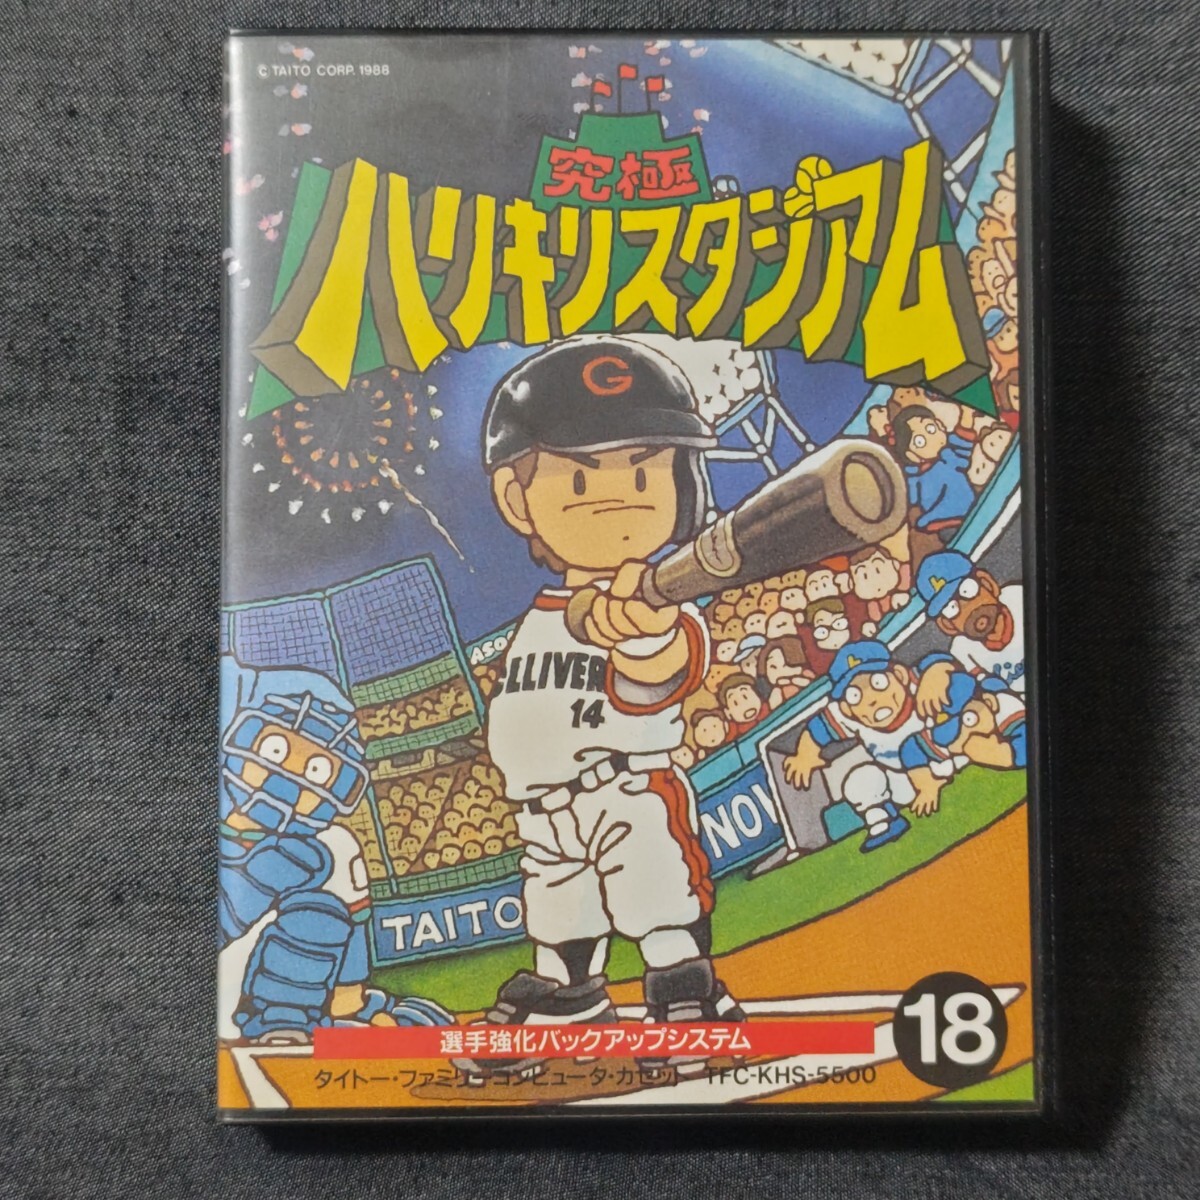 © TAITO CORP. 1988
究極
ハリキリスタジアム
G
LLIVER
14
TAITO
NOV
選手強化バックアップシステム
タイトー・ファミリーコンピュータ・カセット TFC-KHS-5500
18